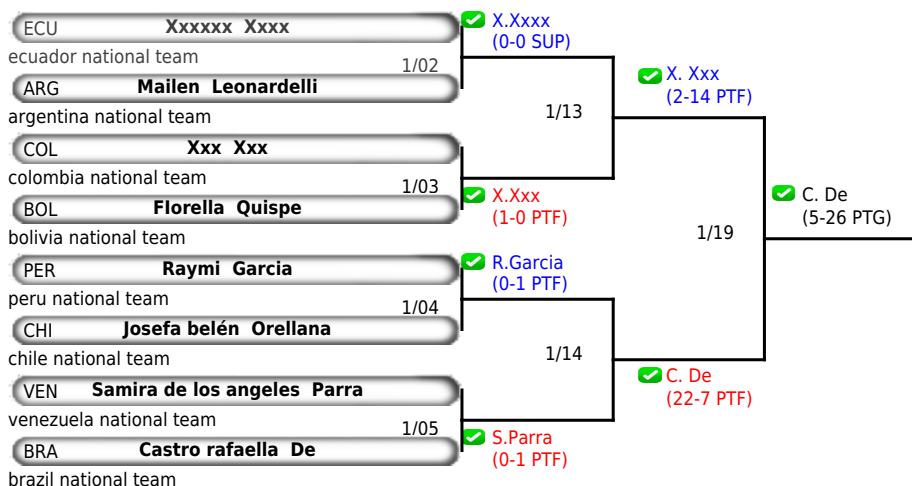 ECU Xxxxxx Xxxx
ecuador national team
1/02
ARG Mailen Leonardelli
argentina national team
COL Xxx Xxx
colombia national team
1/03
BOL Florella Quispe
bolivia national team
PER Raymi Garcia
peru national team
1/04
CHI Josefa belén Orellana
chile national team
VEN Samira de los angeles Parra
venezuela national team
1/05
BRA Castro rafaella De
brazil national team
X.Xxxx
(0-0 SUP)
1/13
X.Xxx
(1-0 PTF)
R.Garcia
(0-1 PTF)
1/14
S.Parra
(0-1 PTF)
X. Xxx
(2-14 PTF)
1/19
C. De
(22-7 PTF)
C. De
(5-26 PTG)